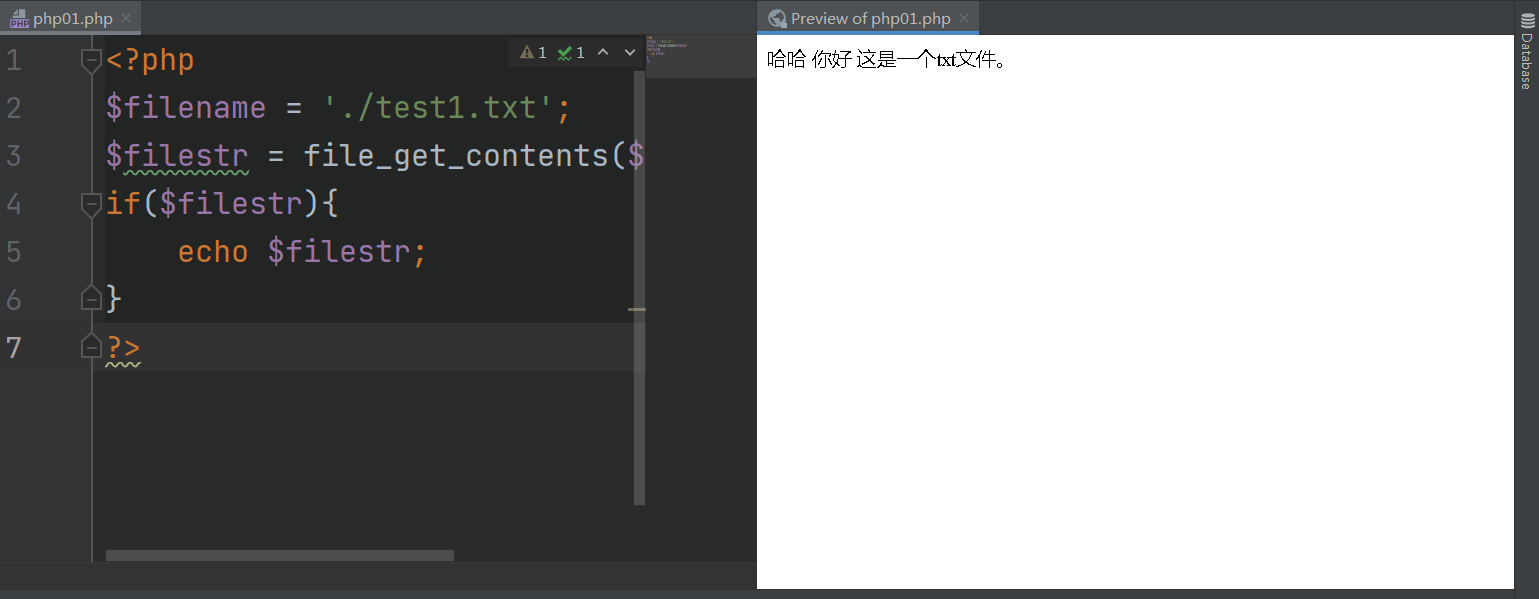 php01.php
1 <?php
2 $filename = './test1.txt';
3 $filestr = file_get_contents($
4 if($filestr){
5 echo $filestr;
6 }
7 ?>
1 1
Preview of php01.php
哈哈 你好 这是一个txt文件。
Database